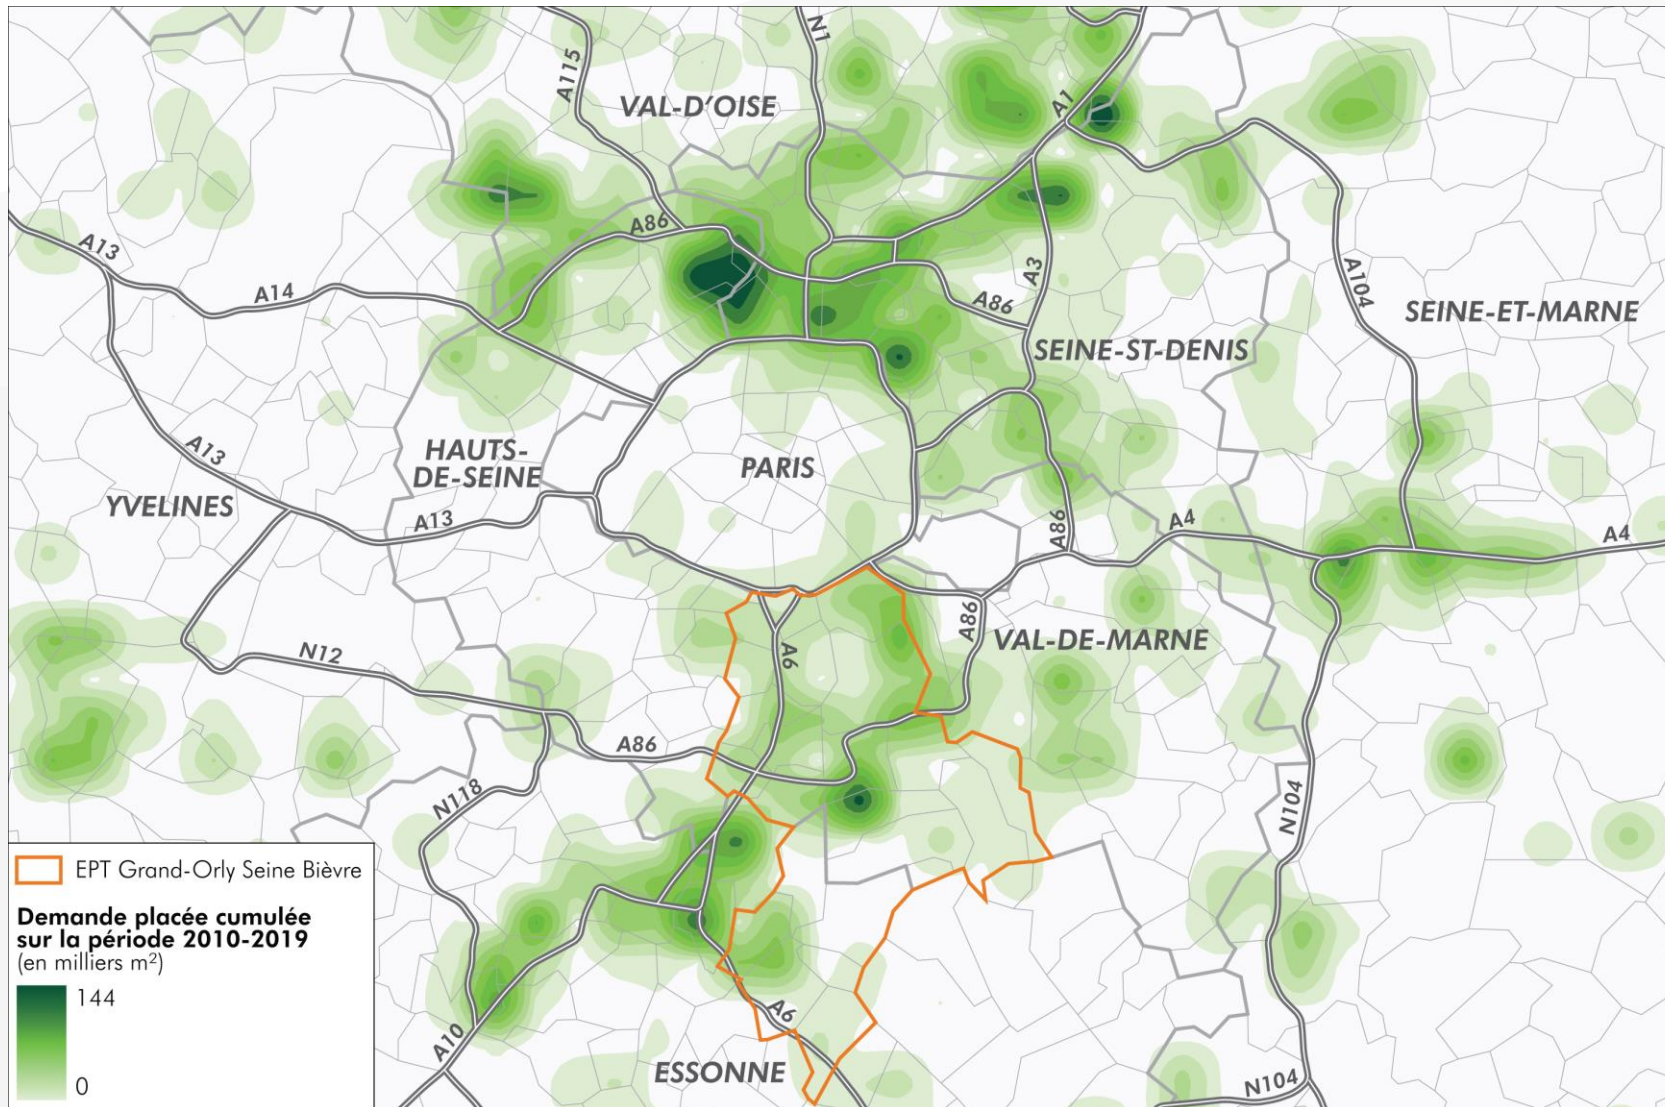 N1
A115
VAL-D'OISE
A1
A86
A13
A14
A3
A104
A86
SEINE-ET-MARNE
SEINE-ST-DENIS
HAUTS-
DE-SEINE
PARIS
A13
YVELINES
A13
A86
A4
A4
A86
VAL-DE-MARNE
N12
A6
A86
N118
N104
A6
A10
ESSONNE
N104
EPT Grand-Orly Seine Bièvre
Demande placée cumulée
sur la période 2010-2019
(en milliers m²)
144
0